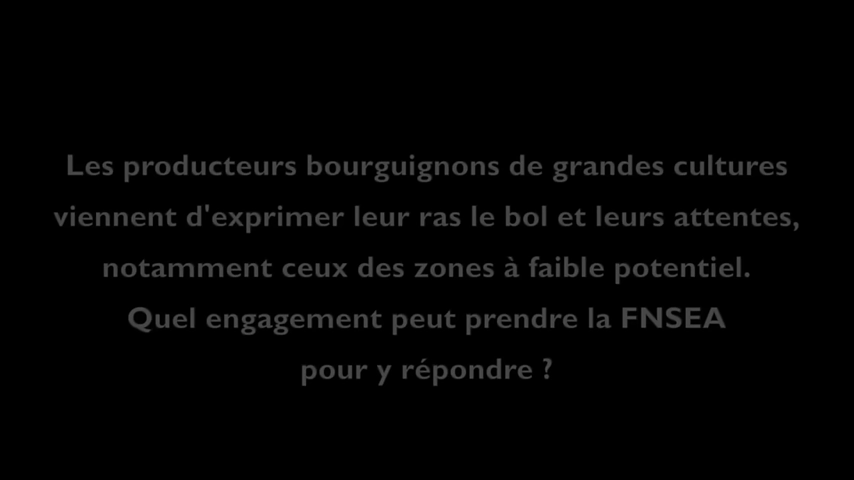 Les producteurs bourguignons de grandes cultures
viennent d'exprimer leur ras le bol et leurs attentes,
notamment ceux des zones à faible potentiel.
Quel engagement peut prendre la FNSEA
pour y répondre ?